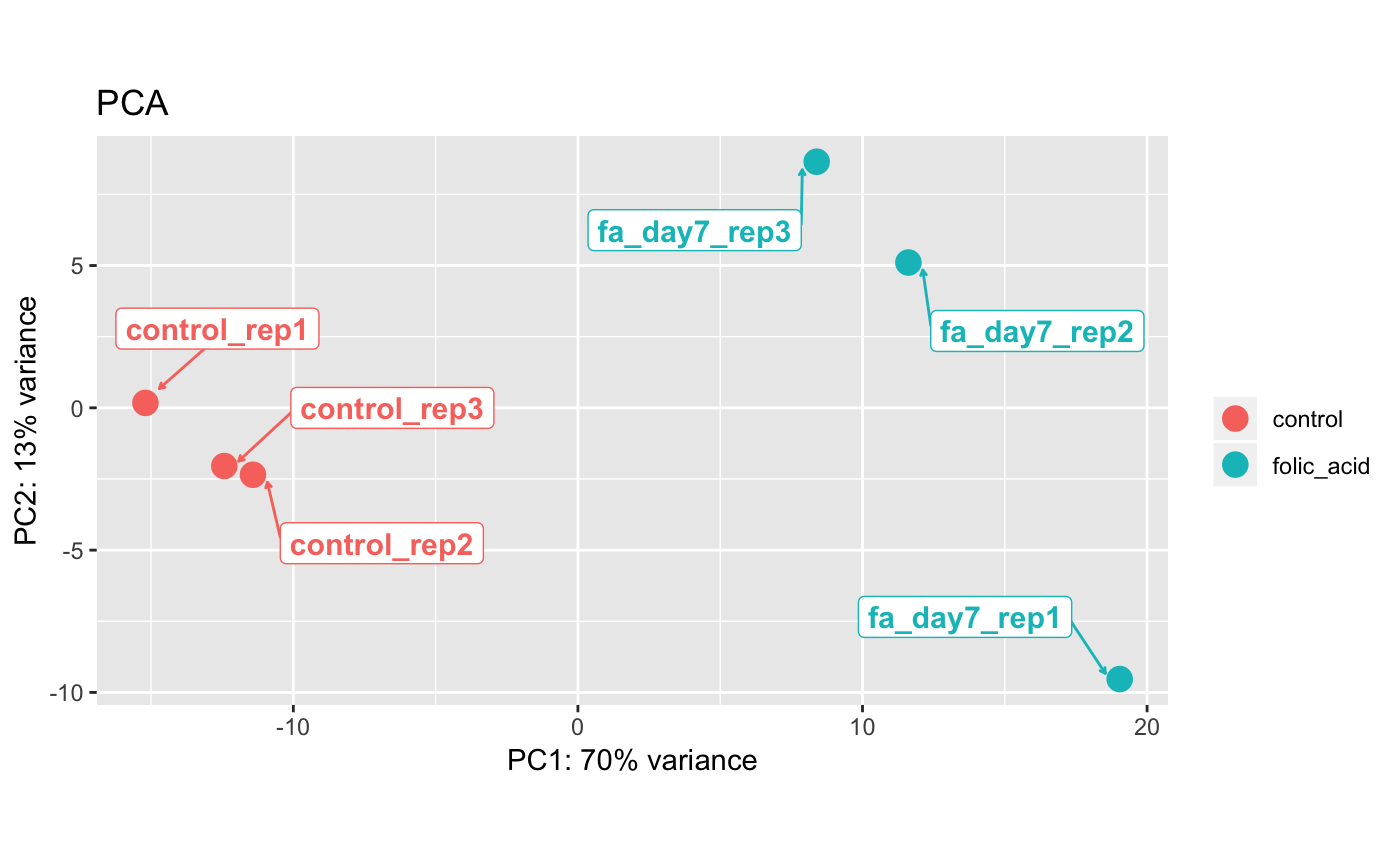 PCA
PC2: 13% variance
5
0
-5
-10
fa_day7_rep3
fa_day7_rep2
control_rep1
control_rep3
control_rep2
fa_day7_rep1
-10
0
10
20
PC1: 70% variance
control
folic_acid